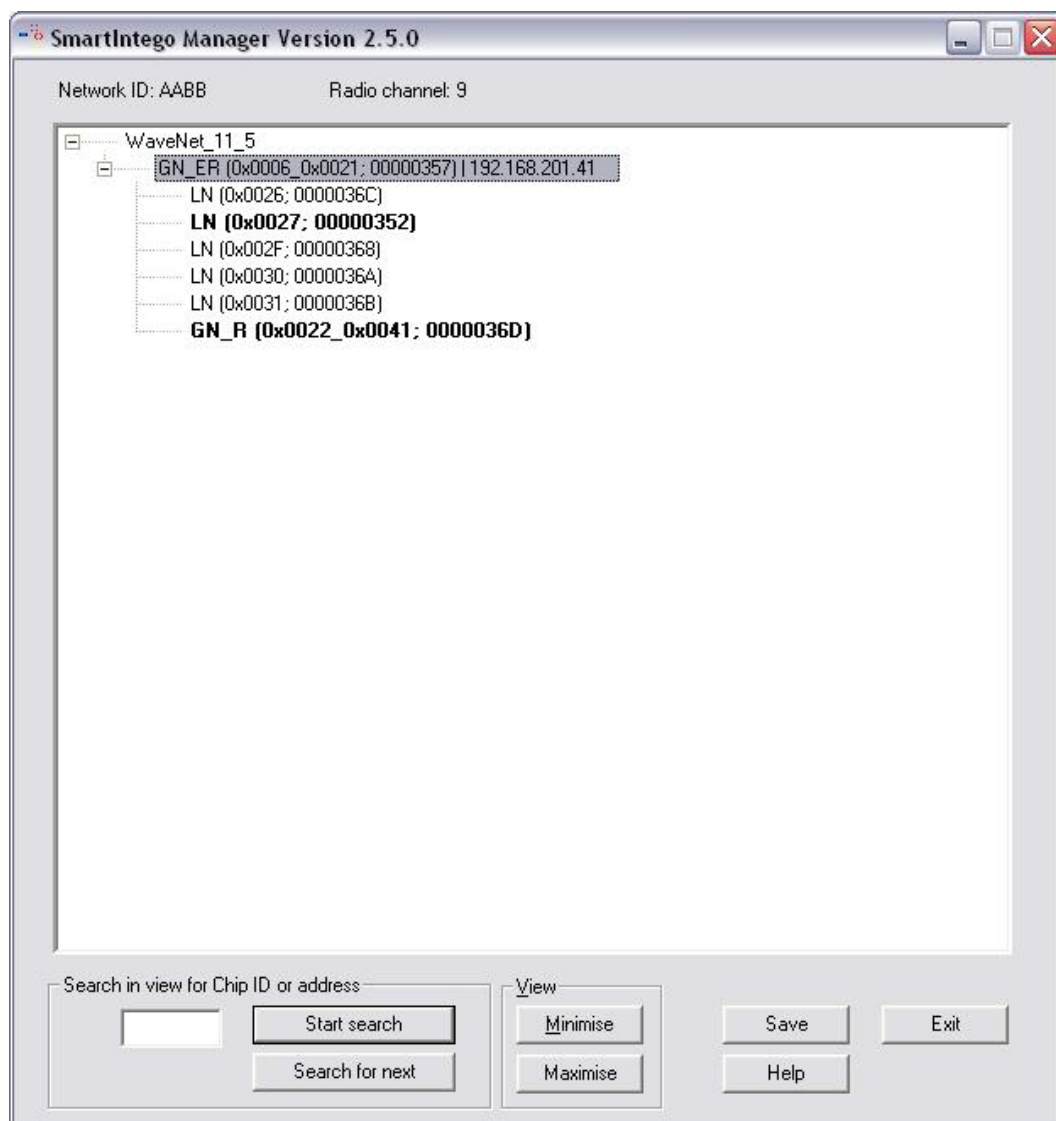 SmartIntego Manager Version 2.5.0
Network ID: AABB Radio channel: 9
WaveNet_11_5
GN_ER (0x0006_0x0021; 00000357) | 192.168.201.41
LN (0x0026; 0000036C)
LN (0x0027; 00000352)
LN (0x002F; 00000368)
LN (0x0030; 0000036A)
LN (0x0031; 0000036B)
GN_R (0x0022_0x0041; 0000036D)
Search in view for Chip ID or address
Start search
Search for next
View
Minimise
Maximise
Save
Exit
Help